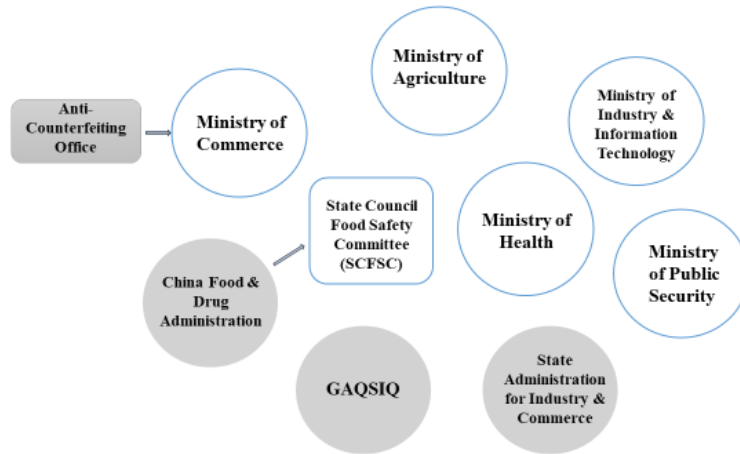 Ministry of
Agriculture
Anti-
Counterfeiting
Office
Ministry of
Commerce
Ministry of
Industry &
Information
Technology
State Council
Food Safety
Committee
(SCFSC)
Ministry of
Health
Ministry
of Public
Security
China Food &
Drug
Administration
GAQSIQ
State
Administration
for Industry &
Commerce